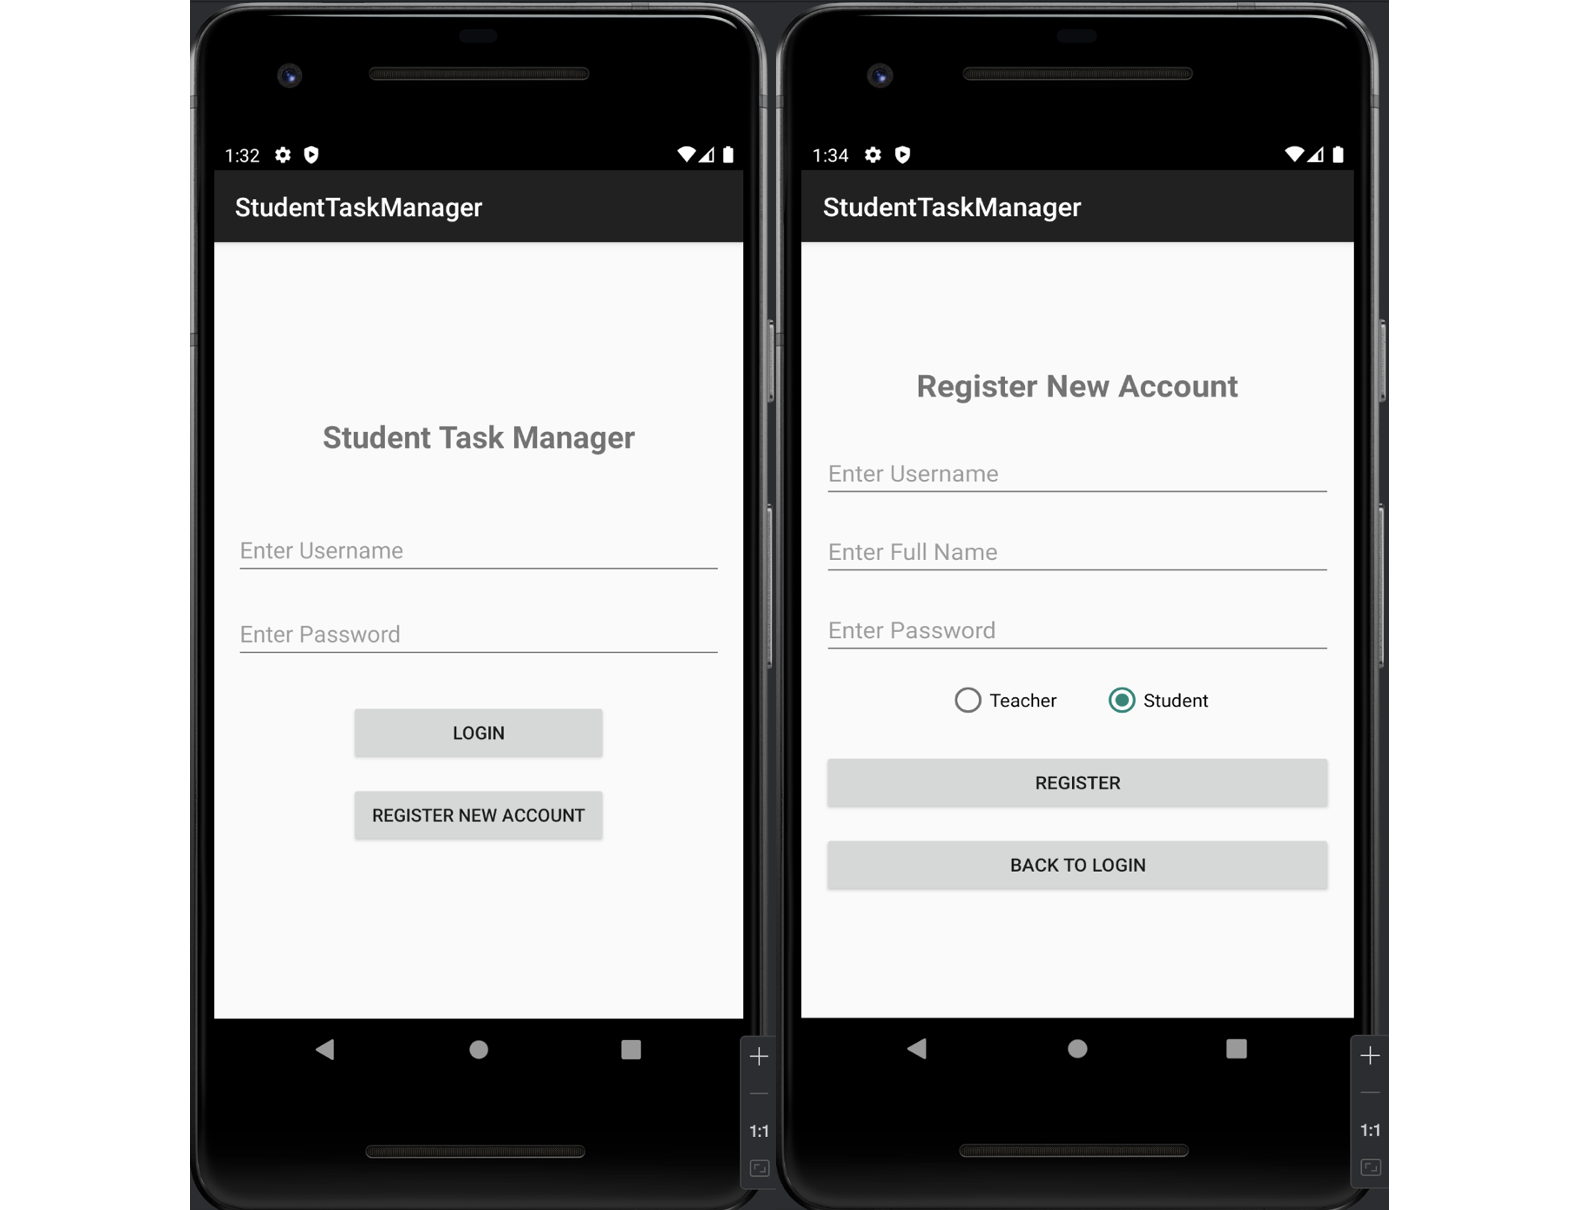 1:32
StudentTaskManager
Student Task Manager
Enter Username
Enter Password
LOGIN
REGISTER NEW ACCOUNT
1:1
1:34
StudentTaskManager
Register New Account
Enter Username
Enter Full Name
Enter Password
Teacher Student
REGISTER
BACK TO LOGIN
1:1